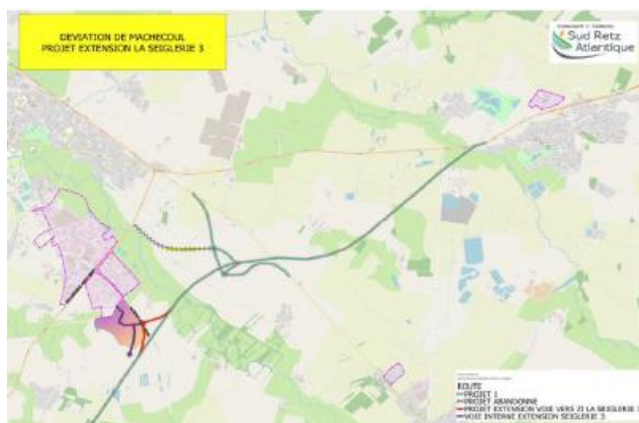 DEVIATION DE MACHECOUL
PROJET EXTENSION LA SEIGLERIE 3
Sud Retz
Atlantique
ROUTE
PROJET 1
PROJET ABANDONNE
PROJET EXTENSION VOIE VERS ZI LA SEIGLERIE
VOIE INTERNE EXTENSION SEIGLERIE 3